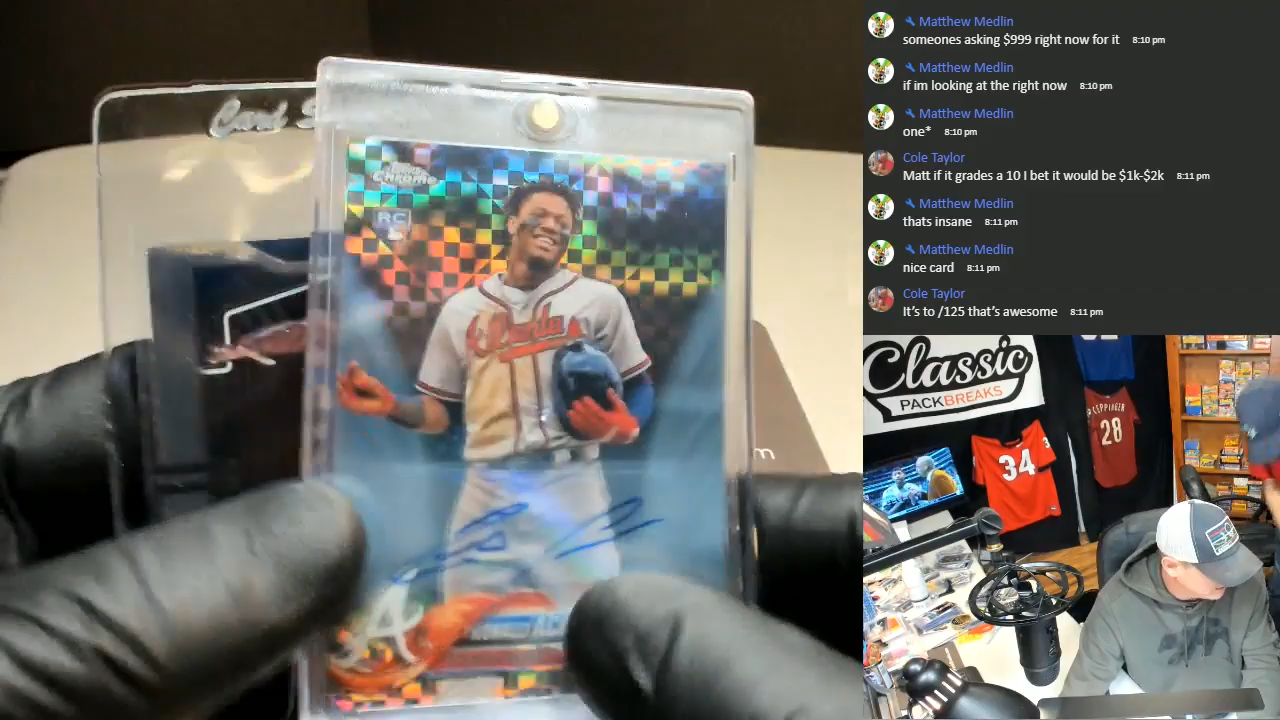 Card S
Topps
Chrome
RC
Atlanta
A
m
Matthew Medlin
someones asking $999 right now for it 8:10 pm
Matthew Medlin
if im looking at the right now 8:10 pm
Matthew Medlin
one* 8:10 pm
Cole Taylor
Matt if it grades a 10 I bet it would be $1k-$2k 8:11 pm
Matthew Medlin
thats insane 8:11 pm
Matthew Medlin
nice card 8:11 pm
Cole Taylor
It's to /125 that's awesome 8:11 pm
Classic
PACKBREAKS
34
28